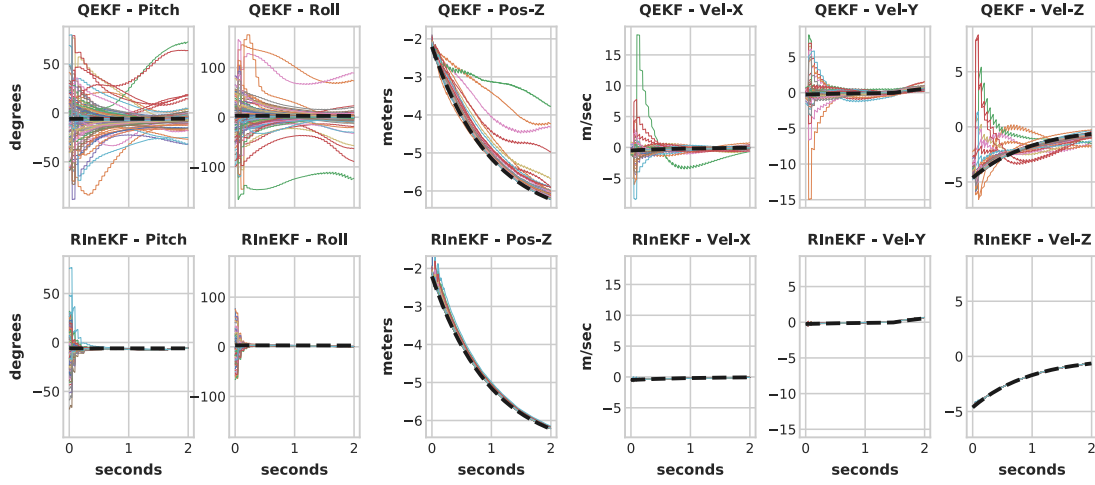 QEKF - Pitch
QEKF - Roll
QEKF - Pos-Z
QEKF - Vel-X
QEKF - Vel-Y
QEKF - Vel-Z
degrees
50
0
−50
100
0
−100
meters
−2
−3
−4
−5
−6
m/sec
15
10
5
0
−5
5
0
−5
−10
−15
5
0
−5
RInEKF - Pitch
RInEKF - Roll
RInEKF - Pos-Z
RInEKF - Vel-X
RInEKF - Vel-Y
RInEKF - Vel-Z
degrees
50
0
−50
100
0
−100
meters
−2
−3
−4
−5
−6
m/sec
15
10
5
0
−5
5
0
−5
−10
−15
5
0
−5
0 1 2
0 1 2
0 1 2
0 1 2
0 1 2
0 1 2
seconds
seconds
seconds
seconds
seconds
seconds